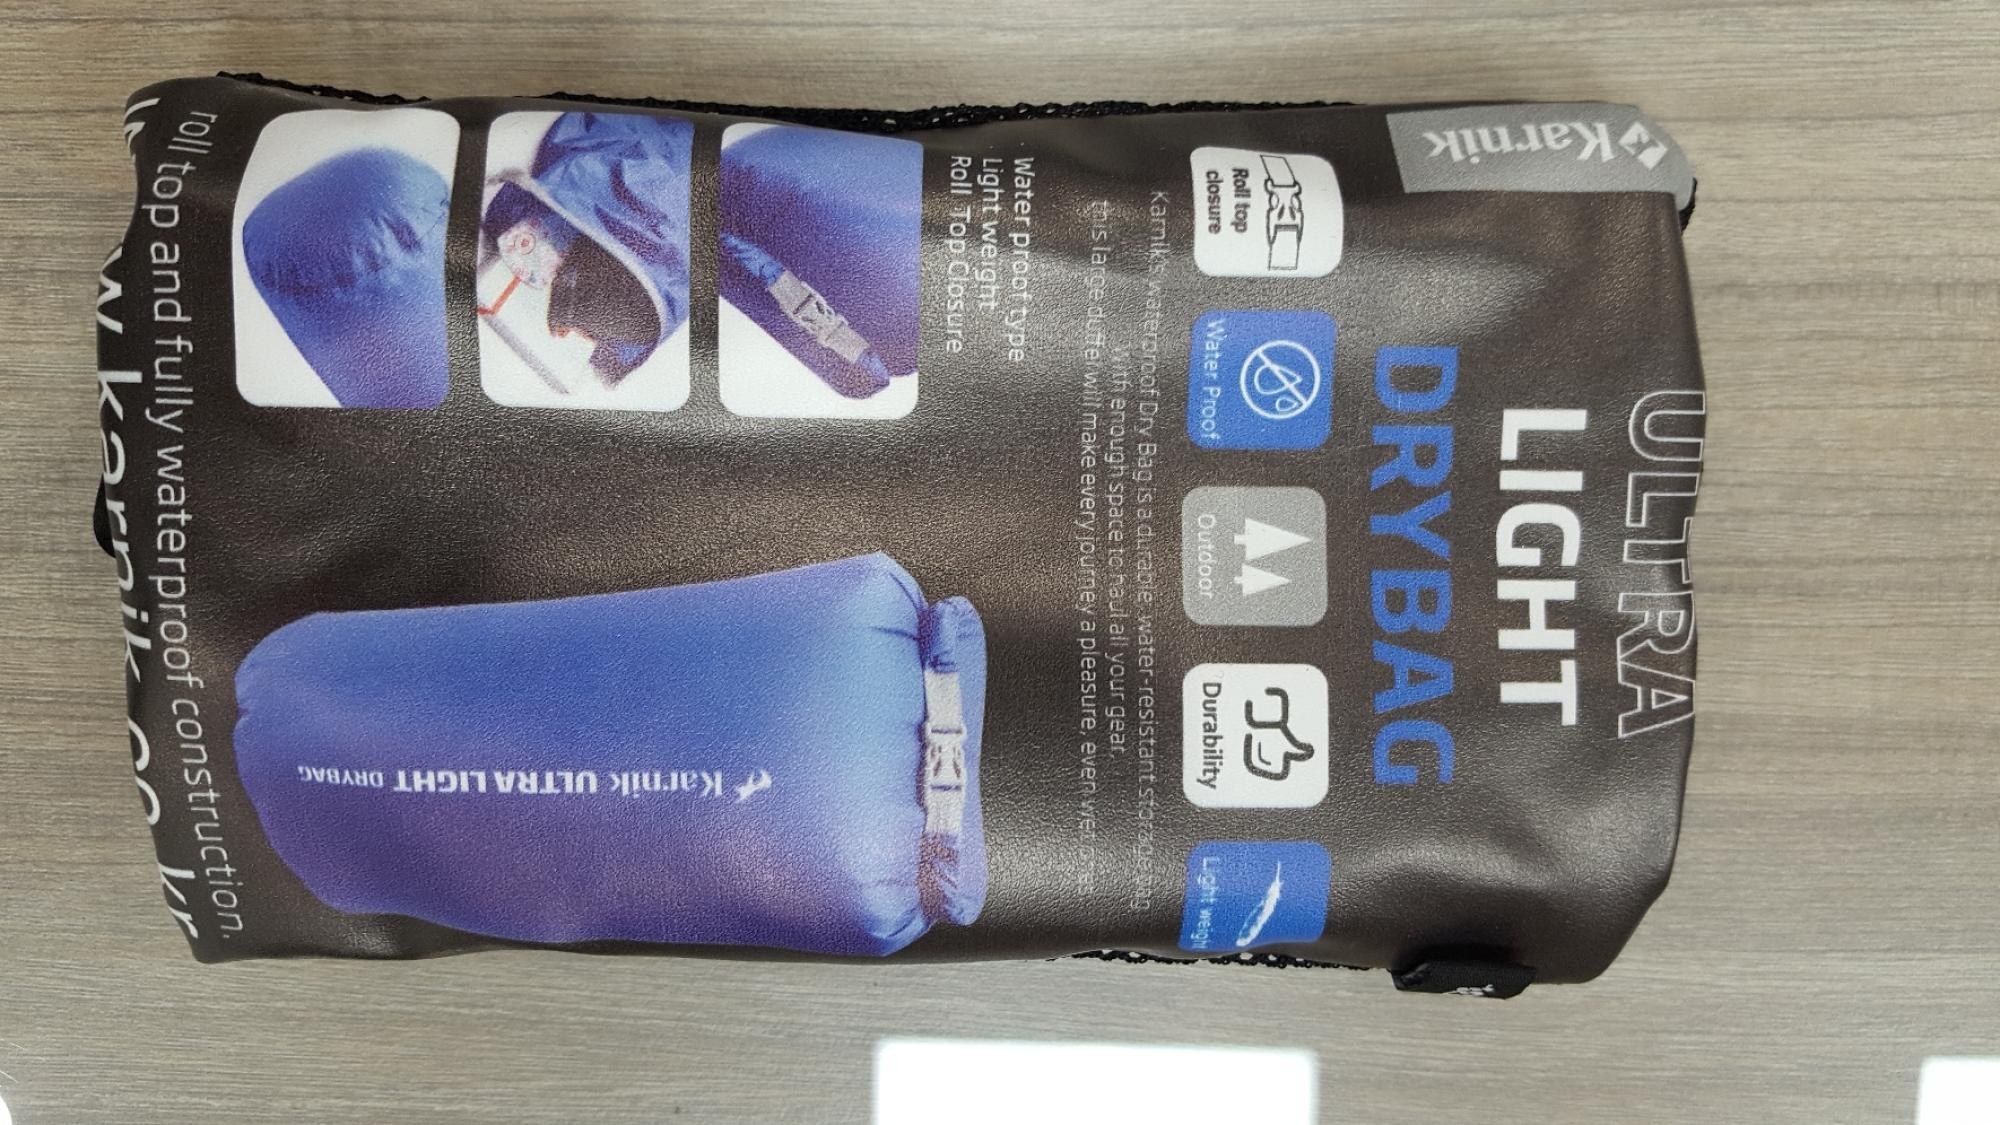 Karnik
ULTRA
LIGHT
DRYBAG
Roll top
closure
Water Proof
Outdoor
Durability
Light weight
Karnik's waterproof Dry Bag is a durable, water-resistant storage bag
With enough space to haul all your gear,
this large duffel will make every journey a pleasure, even wet ones.
Water proof type
Light weight
Roll Top Closure
Karnik ULTRA LIGHT DRYBAG
roll top and fully waterproof construction.
w.karnik.co.kr